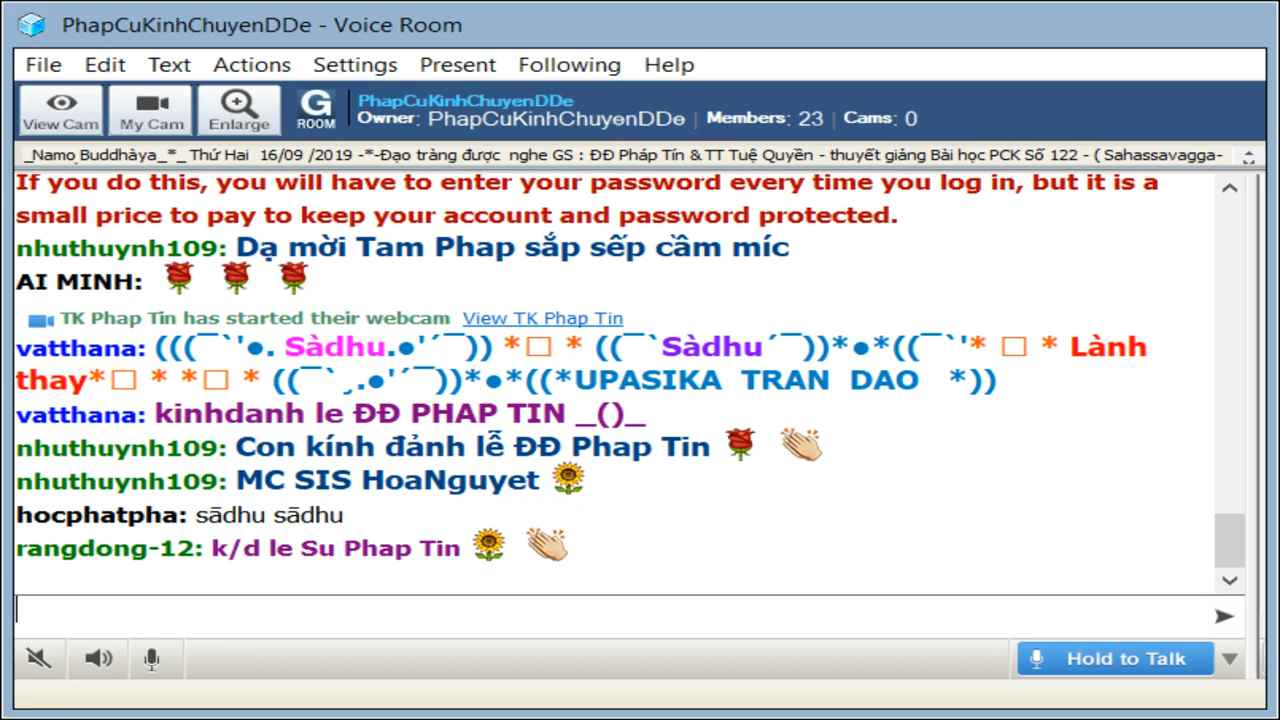 PhapCuKinhChuyenDDe - Voice Room
File Edit Text Actions Settings Present Following Help
View Cam My Cam Enlarge G ROOM
PhapCuKinhChuyenDDe
Owner: PhapCuKinhChuyenDDe | Members: 23 | Cams: 0
_Namo Buddhàya_*_ Thứ Hai 16/09 /2019 -*-Đạo tràng được nghe GS : ĐĐ Pháp Tín & TT Tuệ Quyền - thuyết giảng Bài học PCK Số 122 - ( Sahassavagga-
If you do this, you will have to enter your password every time you log in, but it is a
small price to pay to keep your account and password protected.
nhuthuynh109: Dạ mời Tam Phap sắp sếp cầm míc
AI MINH: 🌹 🌹 🌹
TK Phap Tin has started their webcam View TK Phap Tin
vatthana: (((¯`'●. Sàdhu.●'´¯)) *□ * ((¯`Sàdhu´¯))*●*((¯`'* □ * Lành
thay*□ * *□ * ((¯`¸.●'´¯))*●*((*UPASIKA TRAN DAO *))
vatthana: kinhdanh le ĐĐ PHAP TIN _()_
nhuthuynh109: Con kính đảnh lễ ĐĐ Phap Tin 🌹 👏
nhuthuynh109: MC SIS HoaNguyet 🌻
hocphatpha: sādhu sādhu
rangdong-12: k/d le Su Phap Tin 🌻 👏
Hold to Talk